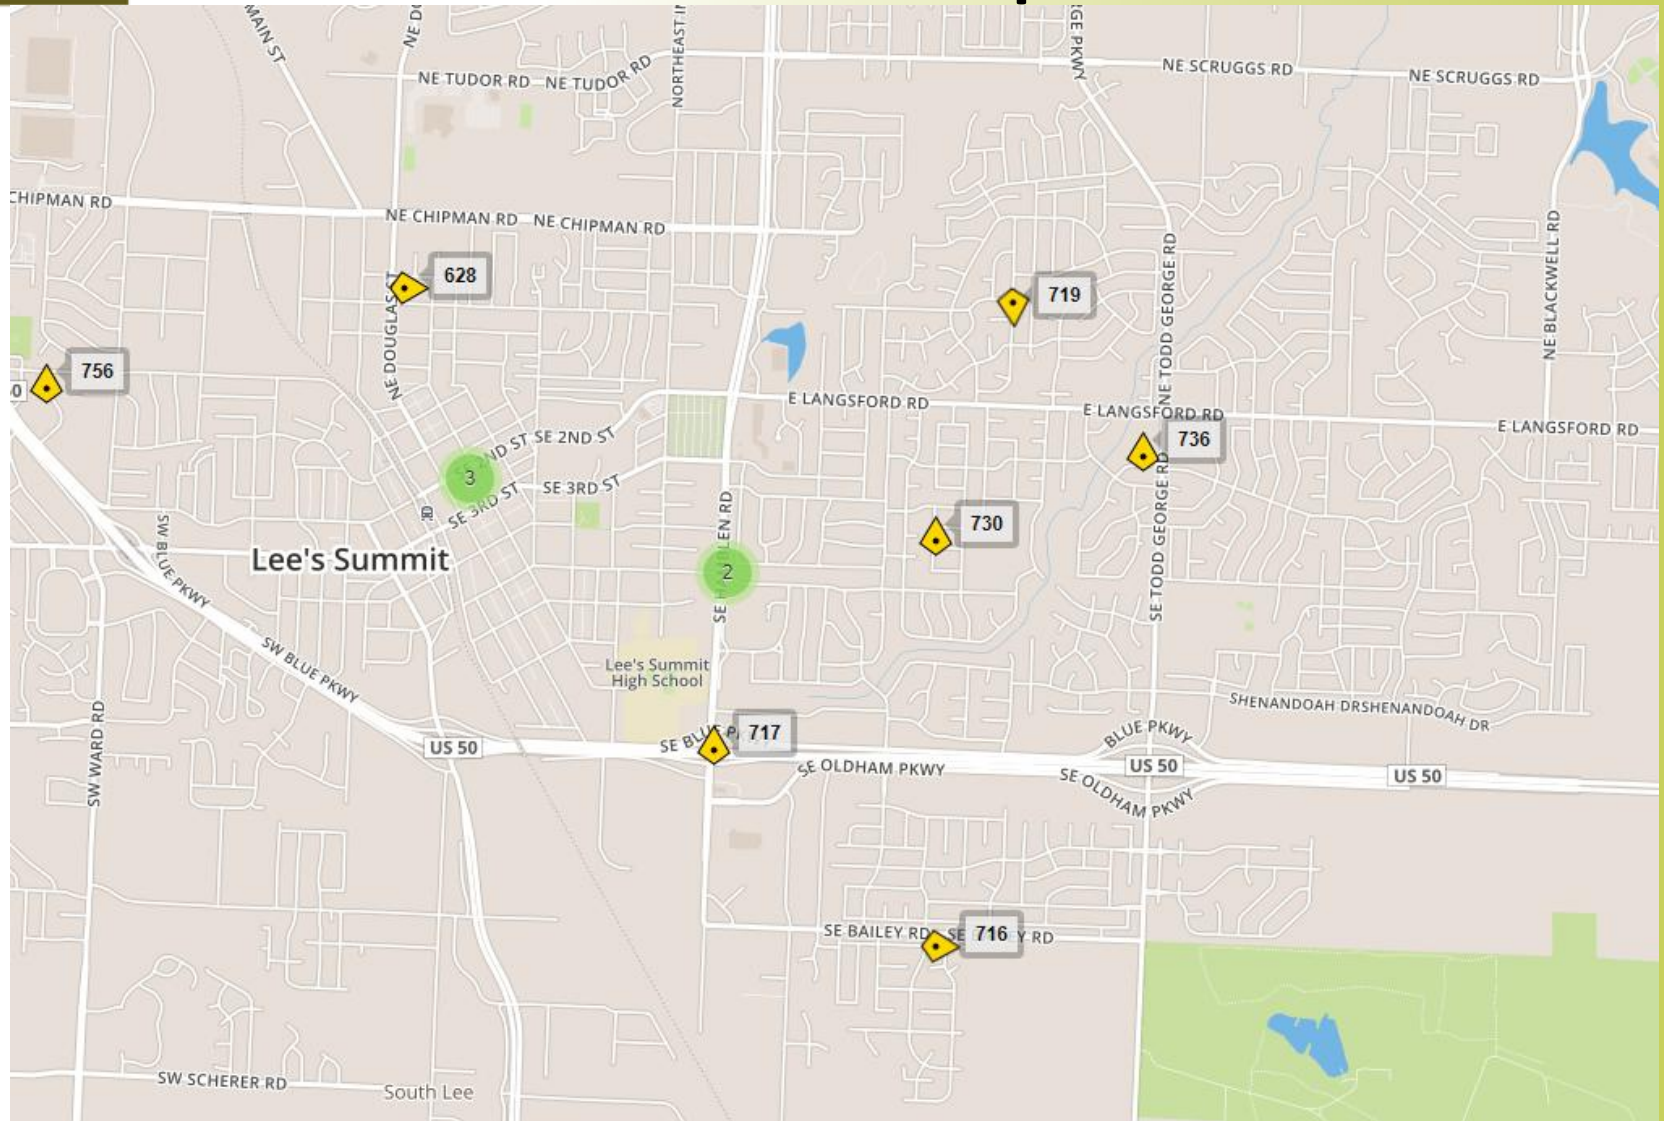 MAIN ST
NE TUDOR RD
NE TUDOR RD
NE SCRUGGS RD
NE SCRUGGS RD
CHIPMAN RD
NE CHIPMAN RD
NE CHIPMAN RD
NE BLACKWELL RD
628
719
NE TODD GEORGE RD
NE DOUGLAS ST
756
E LANGSFORD RD
E LANGSFORD RD
E LANGSFORD RD
736
SE 2ND ST
3
SE 3RD ST
SE 3RD ST
730
SW BLUE PKWY
Lee's Summit
2
SE TODD GEORGE RD
SW BLUE PKWY
Lee's Summit
High School
SHENANDOAH DR
SHENANDOAH DR
SW WARD RD
717
BLUE PKWY
US 50
SE OLDHAM PKWY
US 50
US 50
SE OLDHAM PKWY
SE BAILEY RD
716
SW SCHERER RD
South Lee